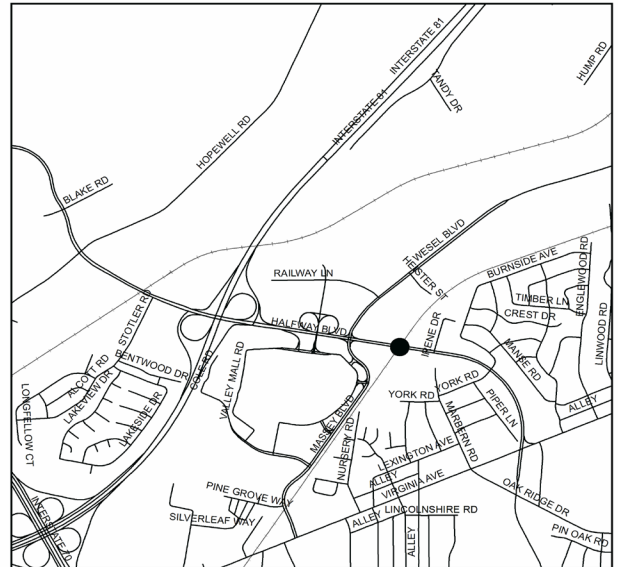 INTERSTATE 81
HUMP RD
TANDY DR
INTERSTATE 81
HOPEWELL RD
BLAKE RD
WESEL BLVD
HEISTER ST
BURNSIDE AVE
ENGLEWOOD RD
RAILWAY LN
TIMBER LN
CREST DR
LINWOOD RD
STOTLER RD
HALFWAY BLVD
IRENE DR
MANSE RD
BENTWOOD DR
COLE RD
VALLEY MALL RD
ALCOTT RD
LAKEVIEW DR
LAKESIDE DR
LONGFELLOW CT
YORK RD
YORK RD
PIPER LN
ALLEY
MARBERN RD
MASSEY BLVD
NURSERY RD
LEXINGTON AVE
ALLEY
VIRGINIA AVE
OAK RIDGE DR
PINE GROVE WAY
SILVERLEAF WAY
ALLEY
LINCOLNSHIRE RD
ALLEY
PIN OAK RD
INTERSTATE 70